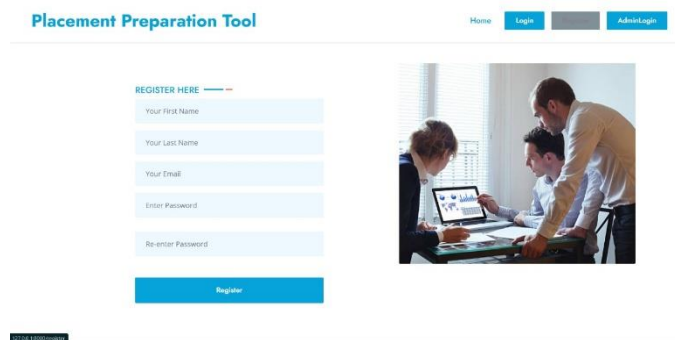 Placement Preparation Tool
Home
Login
AdminLogin
REGISTER HERE
Your First Name
Your Last Name
Your Email
Enter Password
Re-enter Password
Register